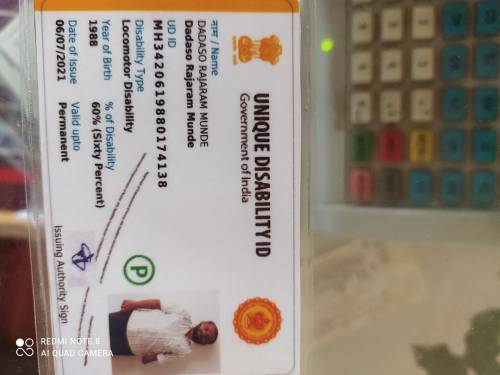 UNIQUE DISABILITY ID
Government of India
नाम / Name
DADASO RAJARAM MUNDE
Dadaso Rajaram Munde
UD ID
MH3420619880174138
Disability Type
Locomotor Disability
Year of Birth
1988
% of Disability
60% (Sixty Percent)
Date of Issue
06/07/2021
Valid upto
Permanent
P
Issuing Authority Sign
REDMI NOTE 8
AI QUAD CAMERA